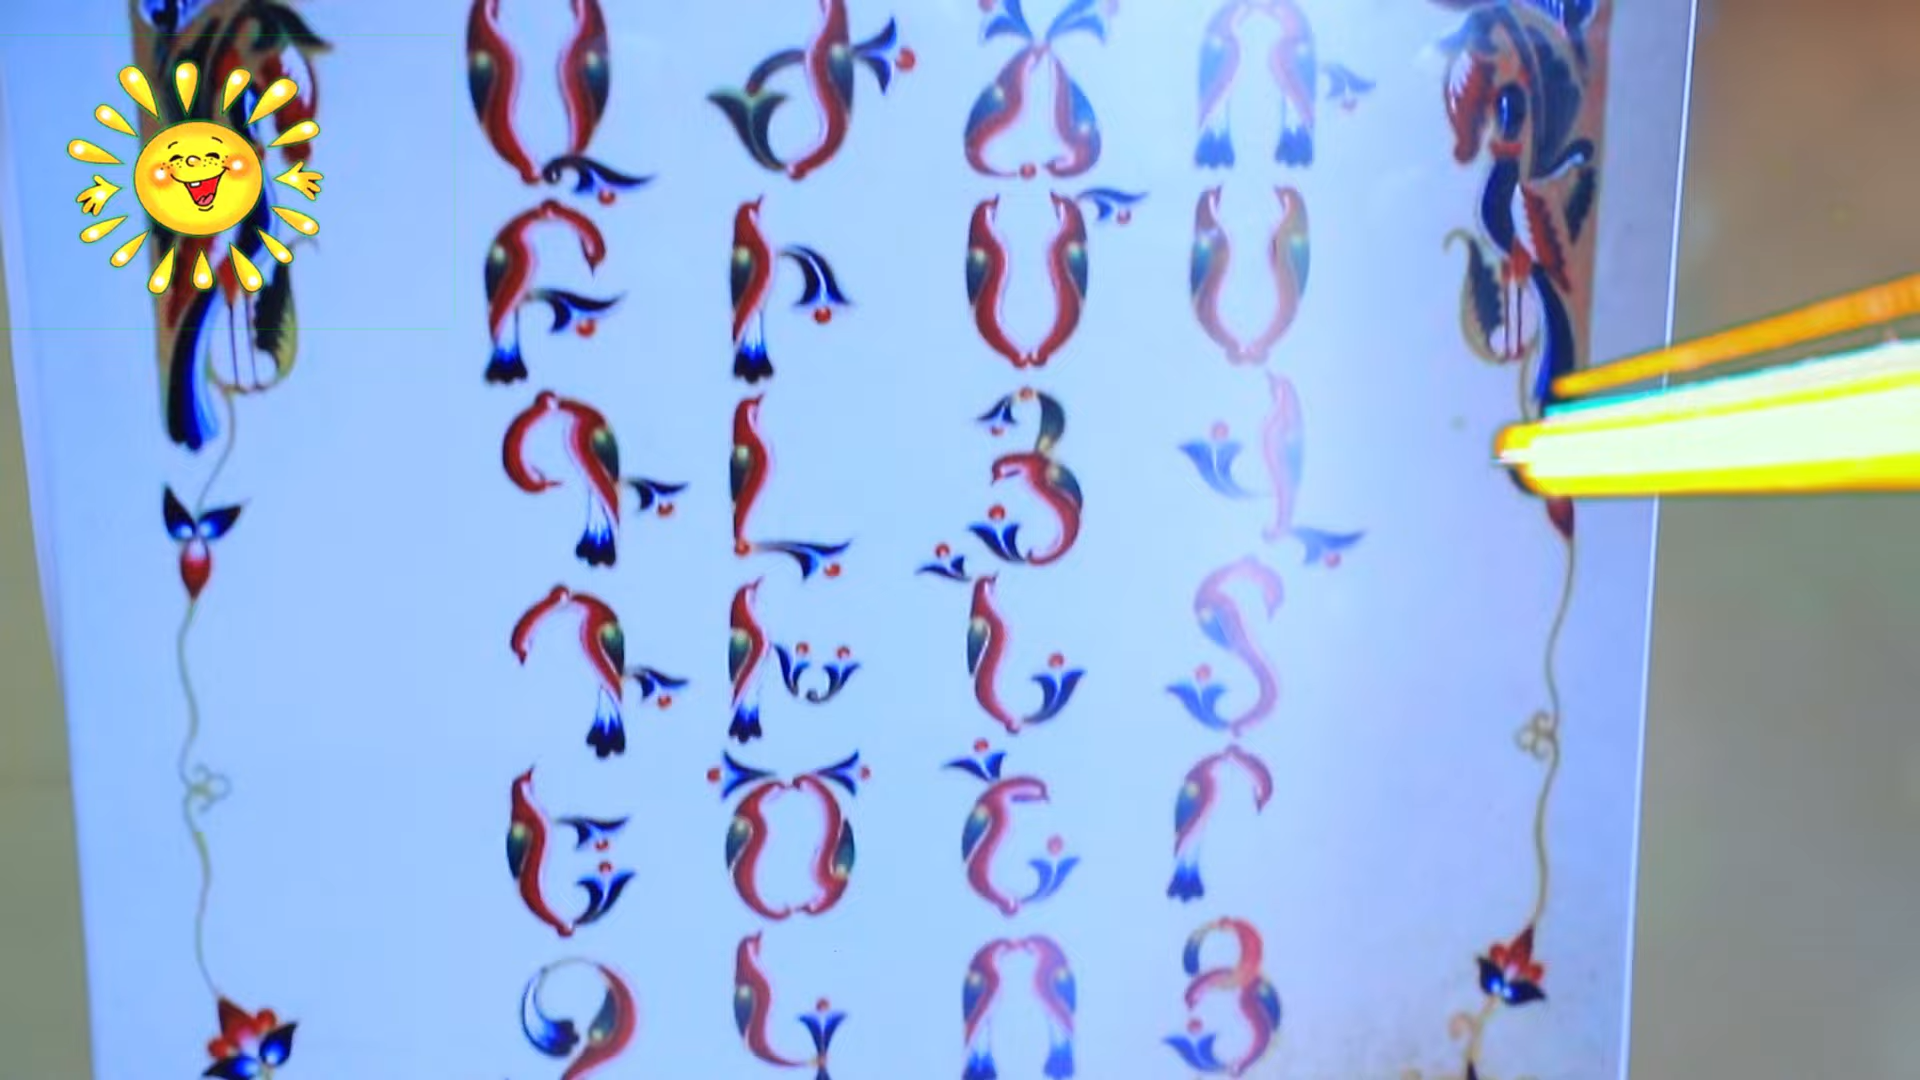 Ա Ժ Ճ Ռ
Բ Ի Մ Ս
Գ Լ Յ Վ
Դ Խ Ն Տ
Ե Ծ Շ Ր
Զ Կ Ո Ց